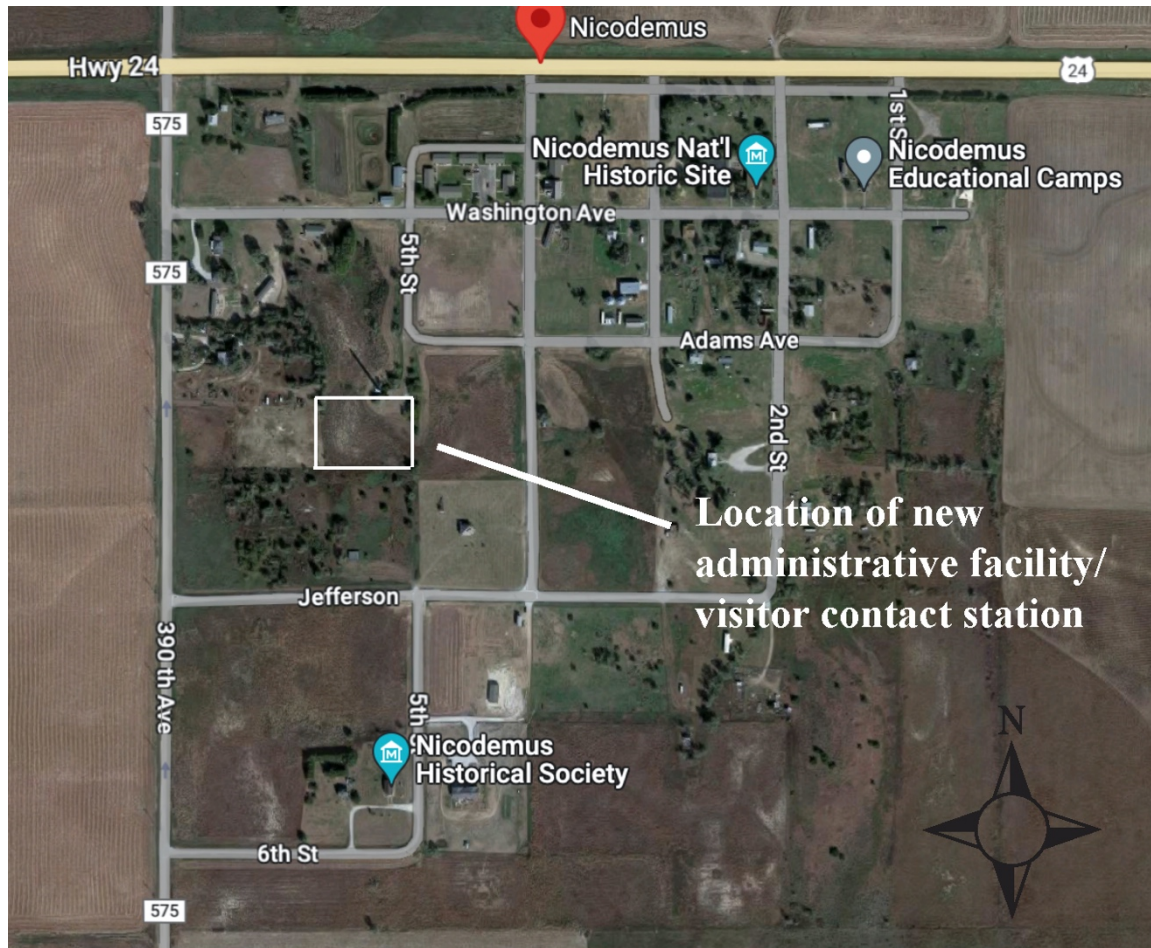 Nicodemus
Hwy 24
24
575
1st S
Nicodemus Nat'l
Historic Site
Nicodemus
Educational Camps
Washington Ave
5th St
575
Adams Ave
2nd St
Location of new
administrative facility/
visitor contact station
Jefferson
390th Ave
5th S
Nicodemus
Historical Society
N
6th St
575